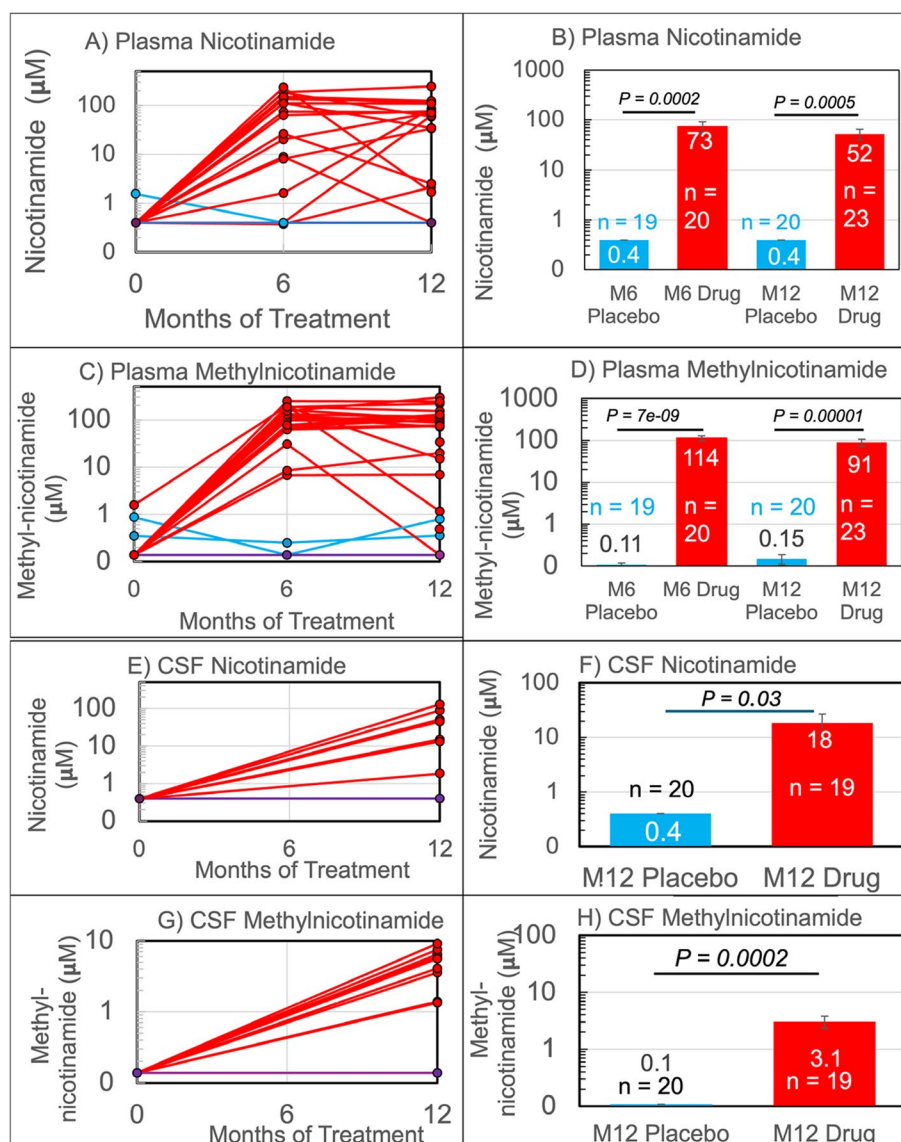 A) Plasma Nicotinamide
Nicotinamide (μM)
100
10
1
0
0
6
12
Months of Treatment
B) Plasma Nicotinamide
Nicotinamide (μM)
1000
100
10
1
0
P = 0.0002
P = 0.0005
n = 19
0.4
73
n =
20
n = 20
0.4
52
n =
23
M6
Placebo
M6 Drug
M12
Placebo
M12
Drug
C) Plasma Methylnicotinamide
Methyl-nicotinamide
(μM)
100
10
1
0
0
6
12
Months of Treatment
D) Plasma Methylnicotinamide
Methyl-nicotinamide
(μM)
1000
100
10
1
0
P = 7e-09
P = 0.00001
n = 19
0.11
114
n =
20
n = 20
0.15
91
n =
23
M6
Placebo
M6 Drug
M12
Placebo
M12
Drug
E) CSF Nicotinamide
Nicotinamide
(μM)
100
10
1
0
0
6
12
Months of Treatment
F) CSF Nicotinamide
Nicotinamide (μM)
100
10
1
0
P = 0.03
n = 20
0.4
18
n = 19
M12 Placebo
M12 Drug
G) CSF Methylnicotinamide
Methyl-
nicotinamide (μM)
10
1
0
0
6
12
Months of Treatment
H) CSF Methylnicotinamide
Methyl-
nicotinamide (μM)
100
10
1
0
P = 0.0002
0.1
n = 20
3.1
n = 19
M12 Placebo
M12 Drug